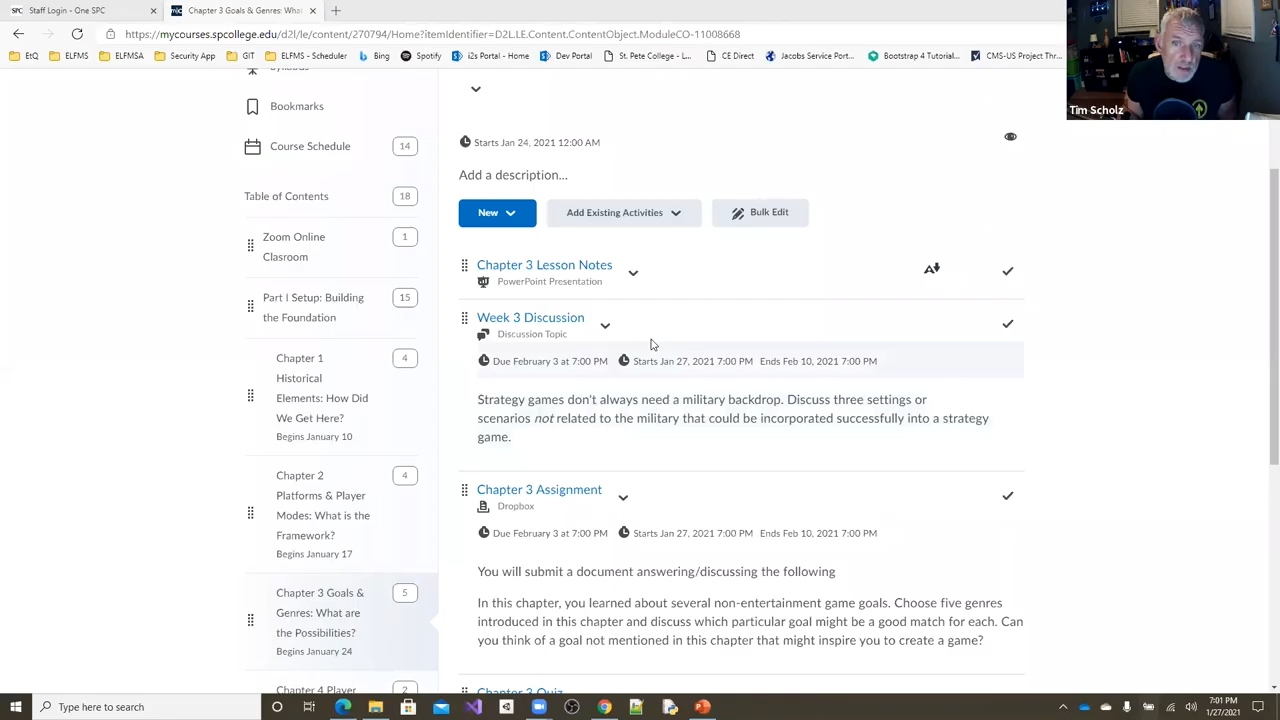 Staff Login - One SPC
Chapter 3 Goals & Genres: Wha
https://mycourses.spcollege.edu/d2l/le/content/270794/Home?itemIdentifier=D2L.LE.Content.ContentObject.ModuleCO-11008668
EtQ
ELFMS
ELFMSA
Security App
GIT
ELFMS - Scheduler
Bing
Spotify
i2s Portal - Home
Dev Portal
St. Pete College -...
CE Direct
Jacobs Service Port...
Bootstrap 4 Tutorial...
CMS-US Project Thr...
Tim Scholz
Bookmarks
Course Schedule
14
Table of Contents
18
Zoom Online
Clasroom
1
Part I Setup: Building
the Foundation
15
Chapter 1
Historical
Elements: How Did
We Get Here?
Begins January 10
4
Chapter 2
Platforms & Player
Modes: What is the
Framework?
Begins January 17
4
Chapter 3 Goals &
Genres: What are
the Possibilities?
Begins January 24
5
Chapter 4 Player
2
Starts Jan 24, 2021 12:00 AM
Add a description...
New
Add Existing Activities
Bulk Edit
Chapter 3 Lesson Notes
PowerPoint Presentation
Week 3 Discussion
Discussion Topic
Due February 3 at 7:00 PM Starts Jan 27, 2021 7:00 PM Ends Feb 10, 2021 7:00 PM
Strategy games don't always need a military backdrop. Discuss three settings or
scenarios not related to the military that could be incorporated successfully into a strategy
game.
Chapter 3 Assignment
Dropbox
Due February 3 at 7:00 PM Starts Jan 27, 2021 7:00 PM Ends Feb 10, 2021 7:00 PM
You will submit a document answering/discussing the following
In this chapter, you learned about several non-entertainment game goals. Choose five genres
introduced in this chapter and discuss which particular goal might be a good match for each. Can
you think of a goal not mentioned in this chapter that might inspire you to create a game?
Chapter 3 Quiz
Type here to search
7:01 PM
1/27/2021